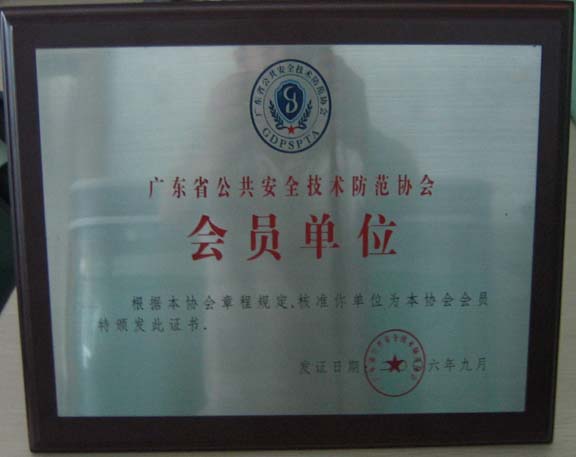 广东省公共安全技术防范协会
GDPSPTA
广东省公共安全技术防范协会
会员单位
根据本协会章程规定,核准你单位为本协会会员
特颁发此证书.
发证日期:二〇〇六年九月